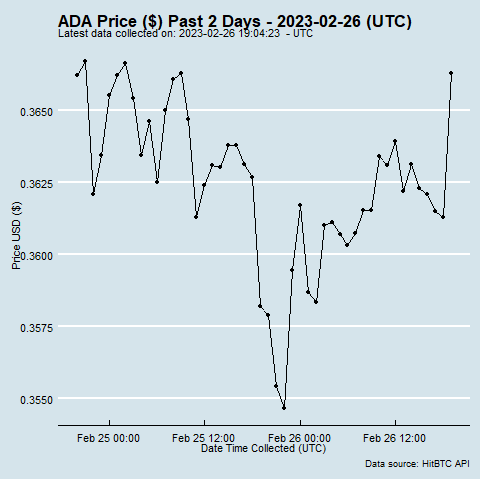 ADA Price ($) Past 2 Days - 2023-02-26 (UTC)
Latest data collected on: 2023-02-26 19:04:23  - UTC
0.3650
0.3625
0.3600
0.3575
0.3550
Price USD ($)
Feb 25 00:00 Feb 25 12:00 Feb 26 00:00 Feb 26 12:00
Date Time Collected (UTC)
Data source: HitBTC API